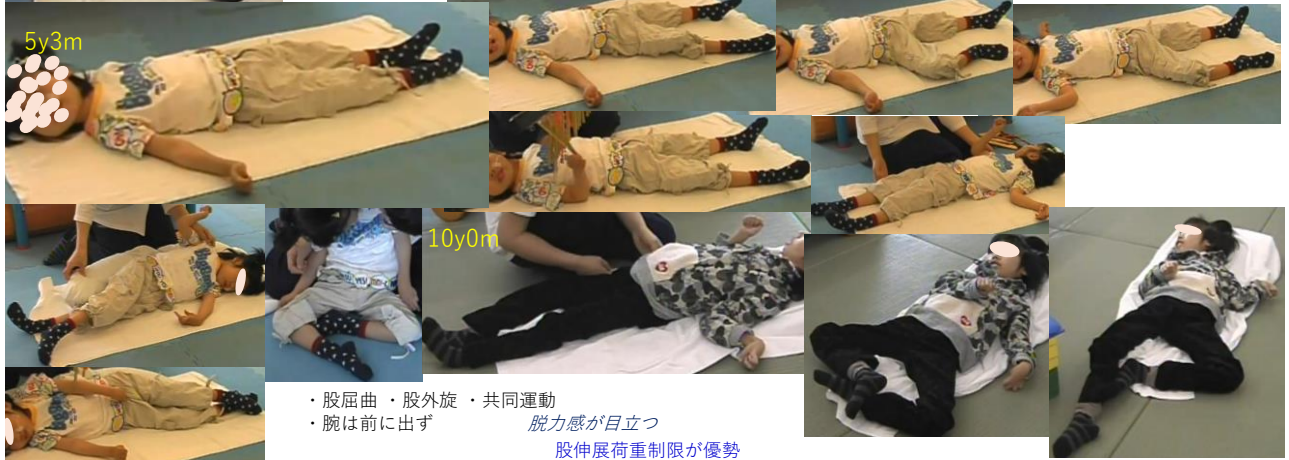 5y3m
10y0m
・股屈曲 ・股外旋 ・共同運動
・腕は前に出ず 脱力感が目立つ
股伸展荷重制限が優勢